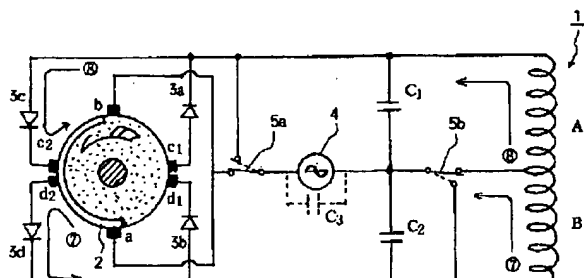 1
⑧
3c
b
3a
C₁
4
5a
5b
⑧
A
c₂
c₁
d₂
d₁
C₃
⑦
2
a
3b
3d
C₂
⑦
B